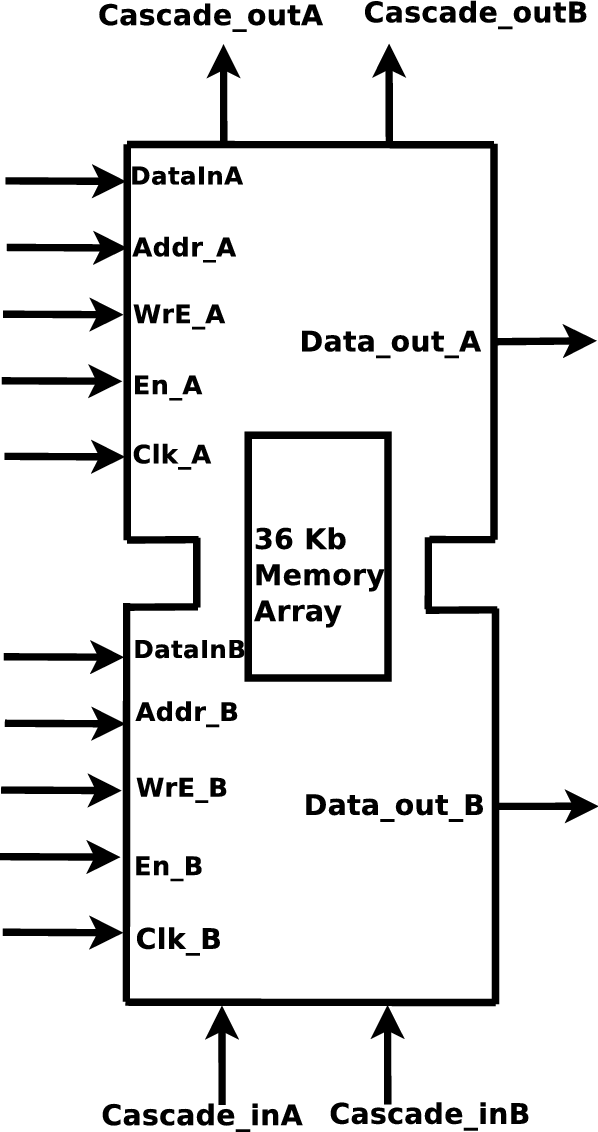 Cascade_outA
Cascade_outB
DataInA
Addr_A
WrE_A
Data_out_A
En_A
Clk_A
36 Kb
Memory
Array
DataInB
Addr_B
WrE_B
Data_out_B
En_B
Clk_B
Cascade_inA
Cascade_inB